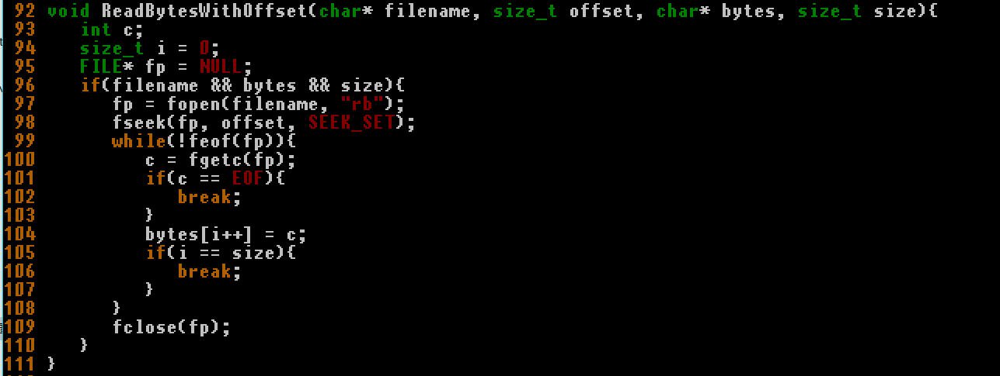 92 void ReadBytesWithOffset(char* filename, size_t offset, char* bytes, size_t size){
93    int c;
94    size_t i = 0;
95    FILE* fp = NULL;
96    if(filename && bytes && size){
97       fp = fopen(filename, "rb");
98       fseek(fp, offset, SEEK_SET);
99       while(!feof(fp)){
100          c = fgetc(fp);
101          if(c == EOF){
102             break;
103          }
104          bytes[i++] = c;
105          if(i == size){
106             break;
107          }
108       }
109       fclose(fp);
110    }
111 }